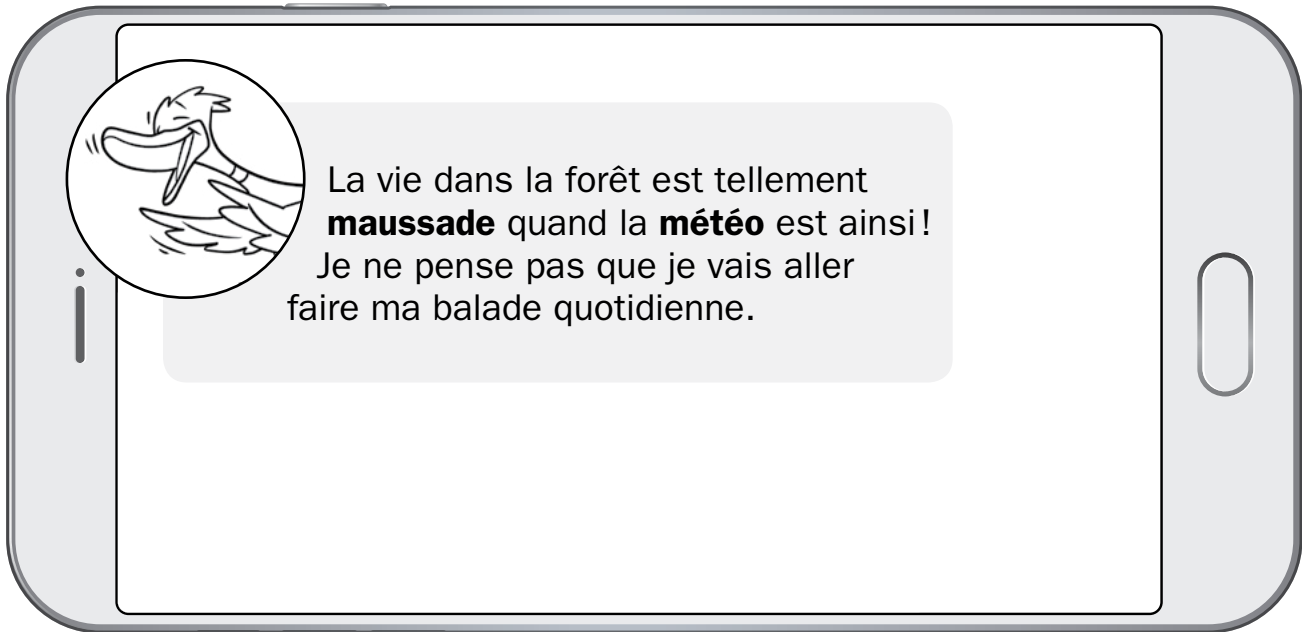 La vie dans la forêt est tellement
maussade quand la météo est ainsi !
Je ne pense pas que je vais aller
faire ma balade quotidienne.